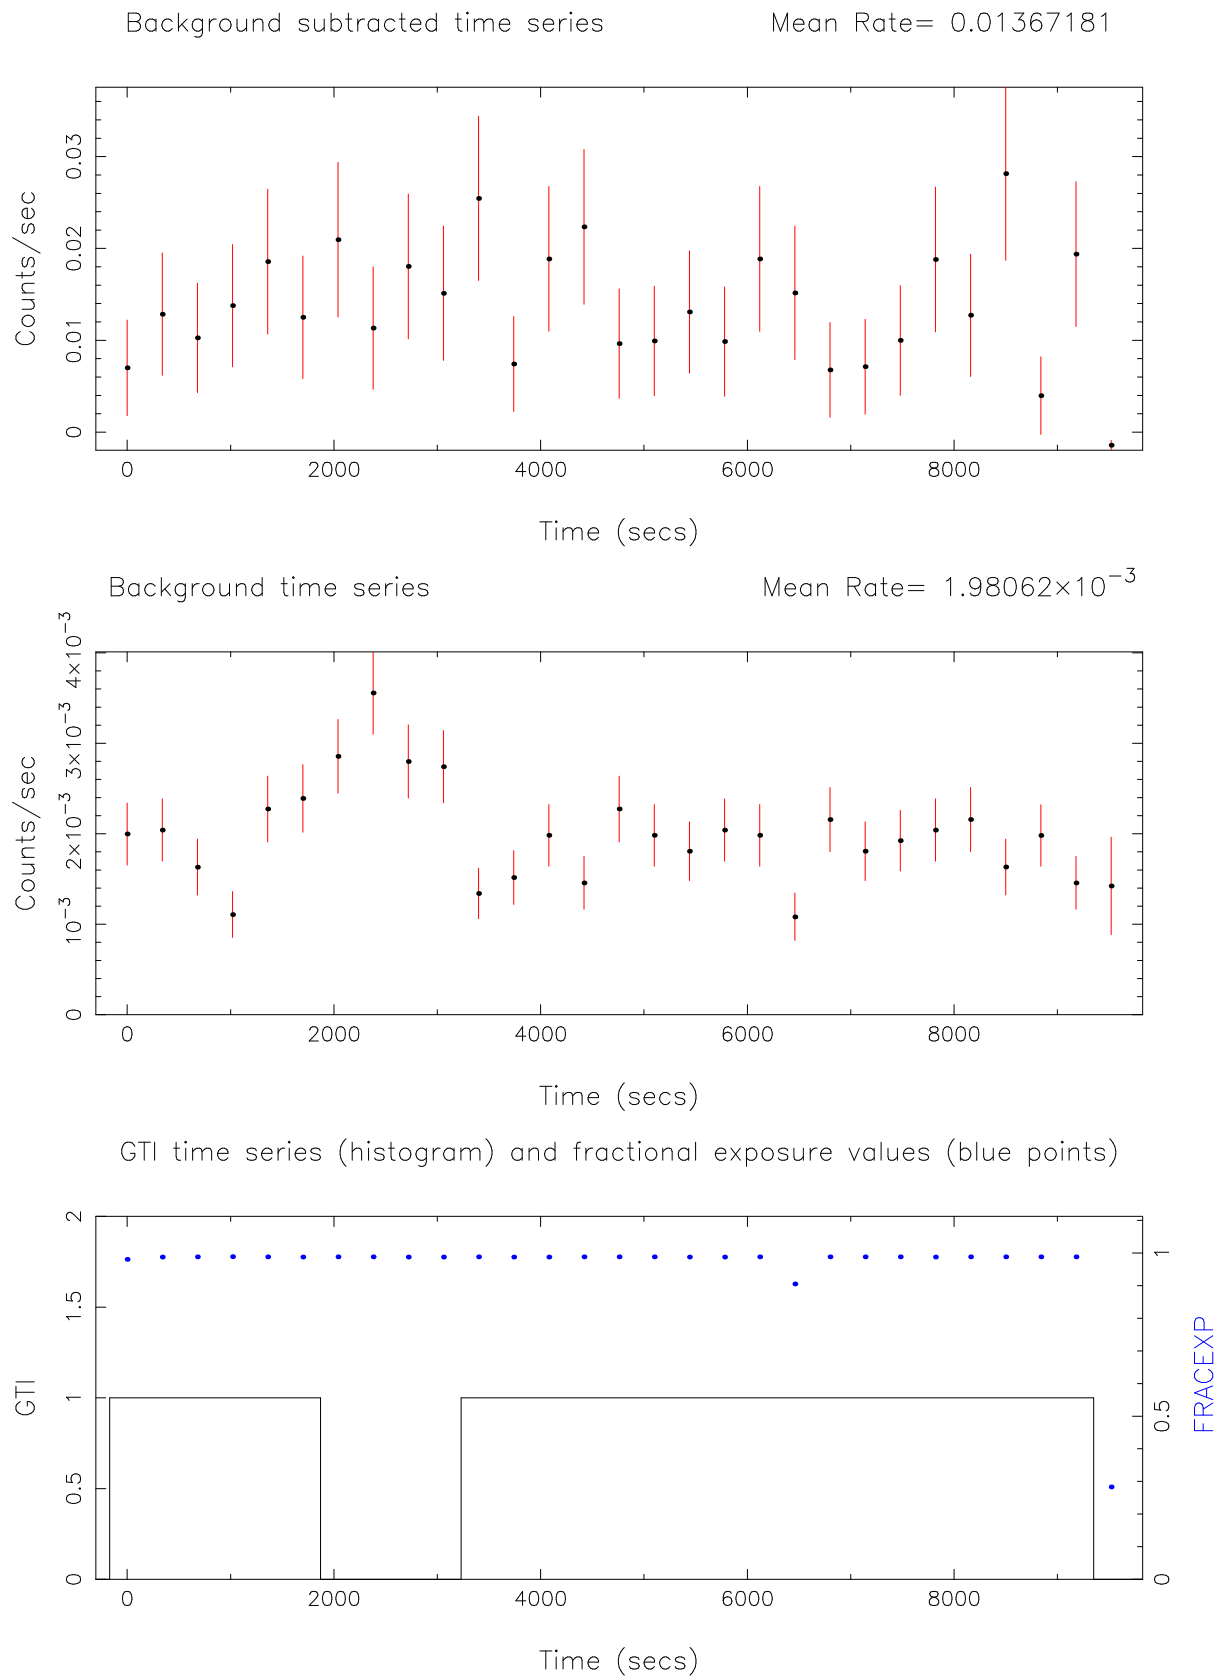 Background subtracted time series Mean Rate= 0.01367181
Counts/sec
0 0.01 0.02 0.03
0 2000 4000 6000 8000
Time (secs)
Background time series Mean Rate= 1.98062×10⁻³
Counts/sec
0 10⁻³ 2×10⁻³ 3×10⁻³ 4×10⁻³
0 2000 4000 6000 8000
Time (secs)
GTI time series (histogram) and fractional exposure values (blue points)
GTI
0 0.5 1 1.5 2
0 2000 4000 6000 8000
0 0.5 1
FRACEXP
Time (secs)